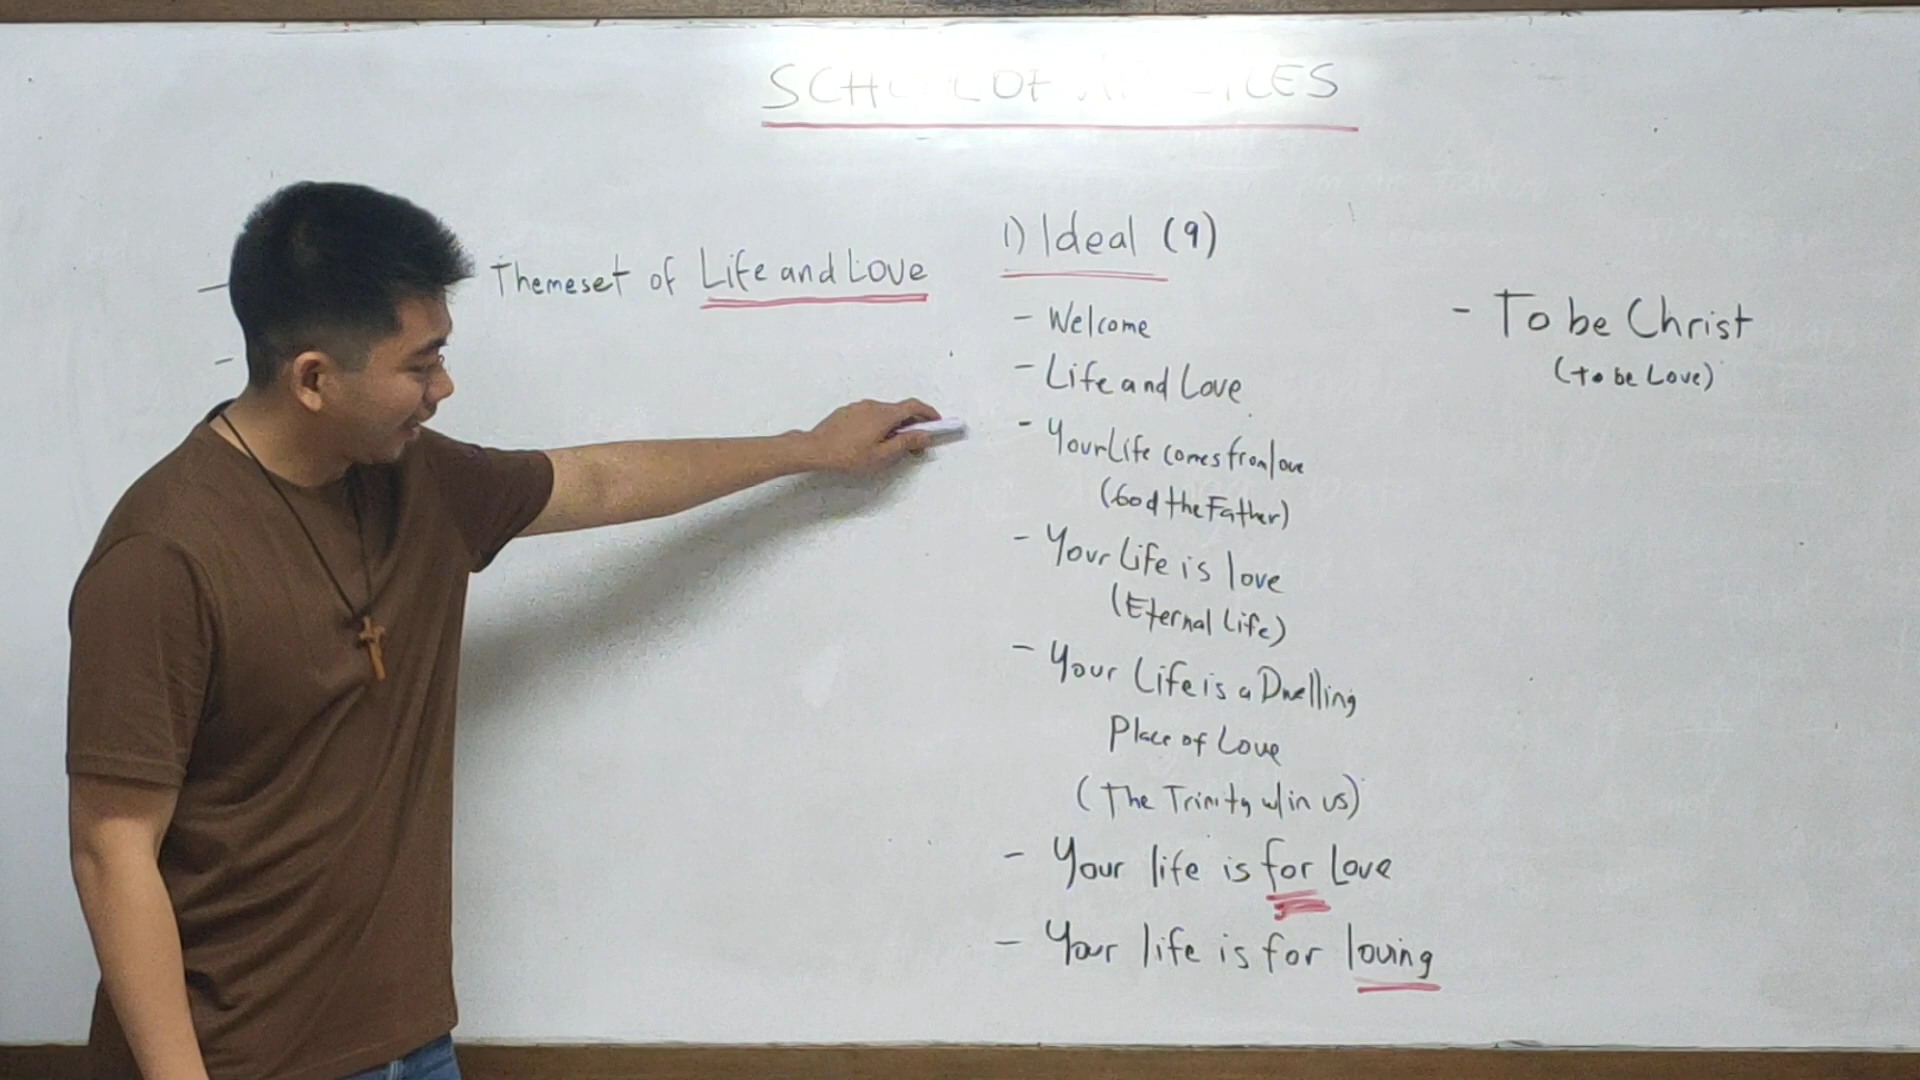 SCHOOL OF
Themeset of Life and Love
1) Ideal (9)
- Welcome
- Life and Love
- Your Life comes from love
(God the Father)
- Your Life is love
(Eternal Life)
- Your Life is a Dwelling
Place of Love
(The Trinity w/in us)
- Your life is for Love
- Your life is for loving
- To be Christ
(to be Love)